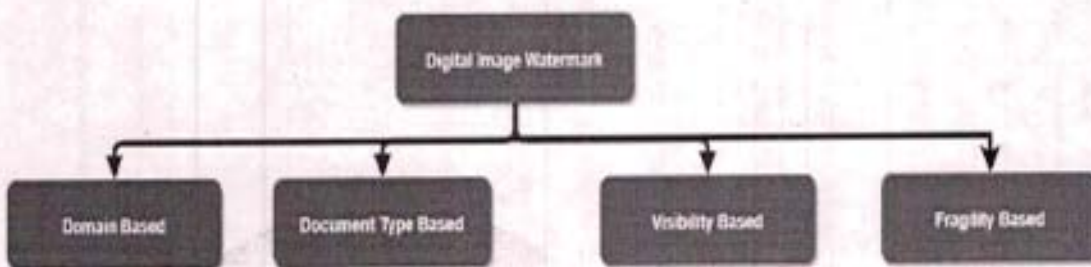 Digital Image Watermark
Domain Based
Document Type Based
Visibility Based
Fragility Based